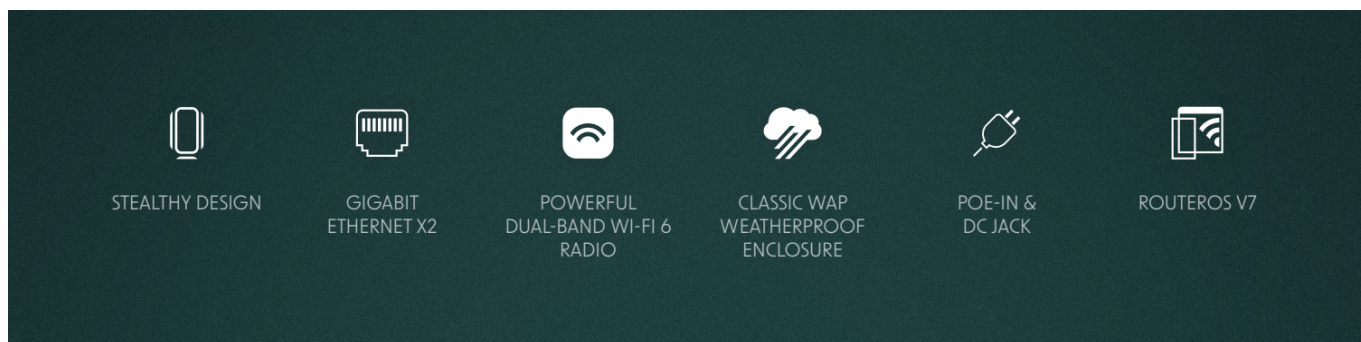 STEALTHY DESIGN
GIGABIT
ETHERNET X2
POWERFUL
DUAL-BAND WI-FI 6
RADIO
CLASSIC WAP
WEATHERPROOF
ENCLOSURE
POE-IN &
DC JACK
ROUTEROS V7